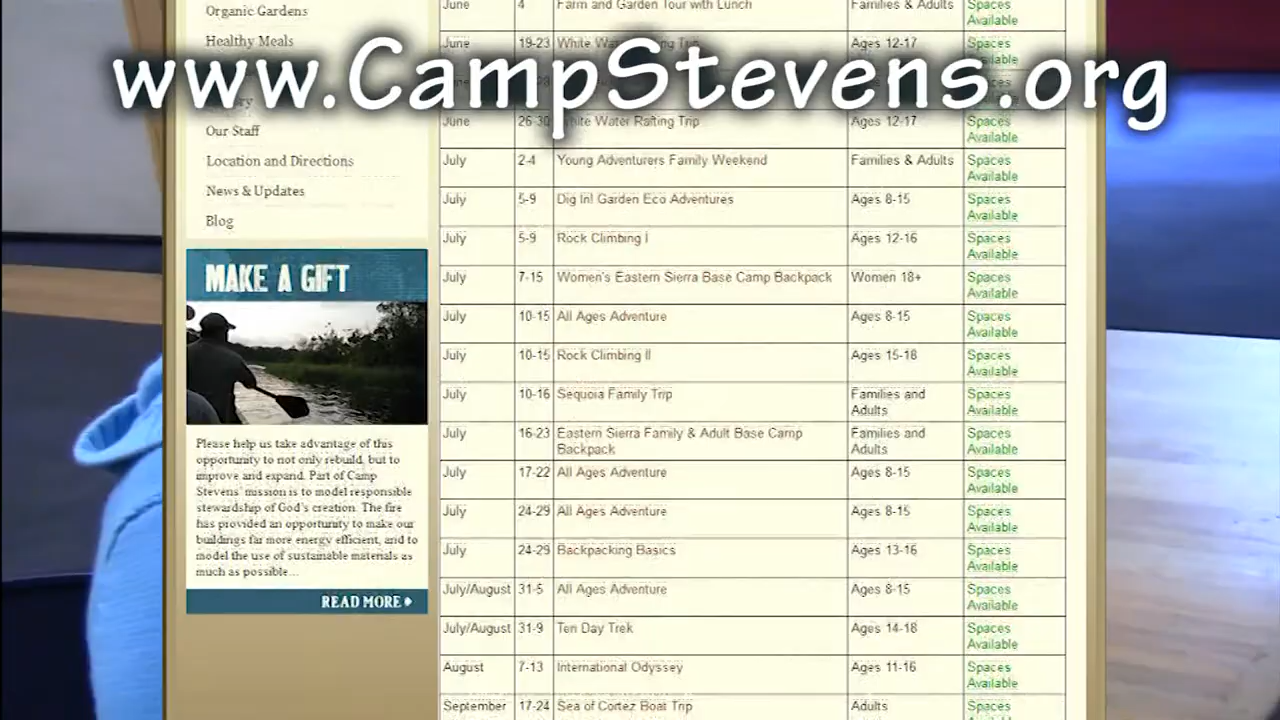 www.CampStevens.org
Organic Gardens
Healthy Meals
Our Staff
Location and Directions
News & Updates
Blog
MAKE A GIFT
Please help us take advantage of this
opportunity to not only rebuild, but to
improve and expand. Part of Camp
Stevens' mission is to model responsible
stewardship of God's creation. The fire
has provided an opportunity to make our
buildings far more energy efficient, and to
model the use of sustainable materials as
much as possible...
READ MORE
June 4 Farm and Garden Tour with Lunch Families & Adults Spaces
Available
June 19-23 White Trip Ages 12-17 Spaces
June 26-30 White Water Rafting Trip Ages 12-17 Spaces
Available
July 2-4 Young Adventurers Family Weekend Families & Adults Spaces
Available
July 5-9 Dig In! Garden Eco Adventures Ages 8-15 Spaces
Available
July 5-9 Rock Climbing I Ages 12-16 Spaces
Available
July 7-15 Women's Eastern Sierra Base Camp Backpack Women 18+ Spaces
Available
July 10-15 All Ages Adventure Ages 8-15 Spaces
Available
July 10-15 Rock Climbing II Ages 15-18 Spaces
Available
July 10-16 Sequoia Family Trip Families and Spaces
Adults Available
July 16-23 Eastern Sierra Family & Adult Base Camp Families and Spaces
Backpack Adults Available
July 17-22 All Ages Adventure Ages 8-15 Spaces
Available
July 24-29 All Ages Adventure Ages 8-15 Spaces
Available
July 24-29 Backpacking Basics Ages 13-16 Spaces
Available
July/August 31-5 All Ages Adventure Ages 8-15 Spaces
Available
July/August 31-9 Ten Day Trek Ages 14-18 Spaces
Available
August 7-13 International Odyssey Ages 11-16 Spaces
Available
September 17-24 Sea of Cortez Boat Trip Adults Spaces